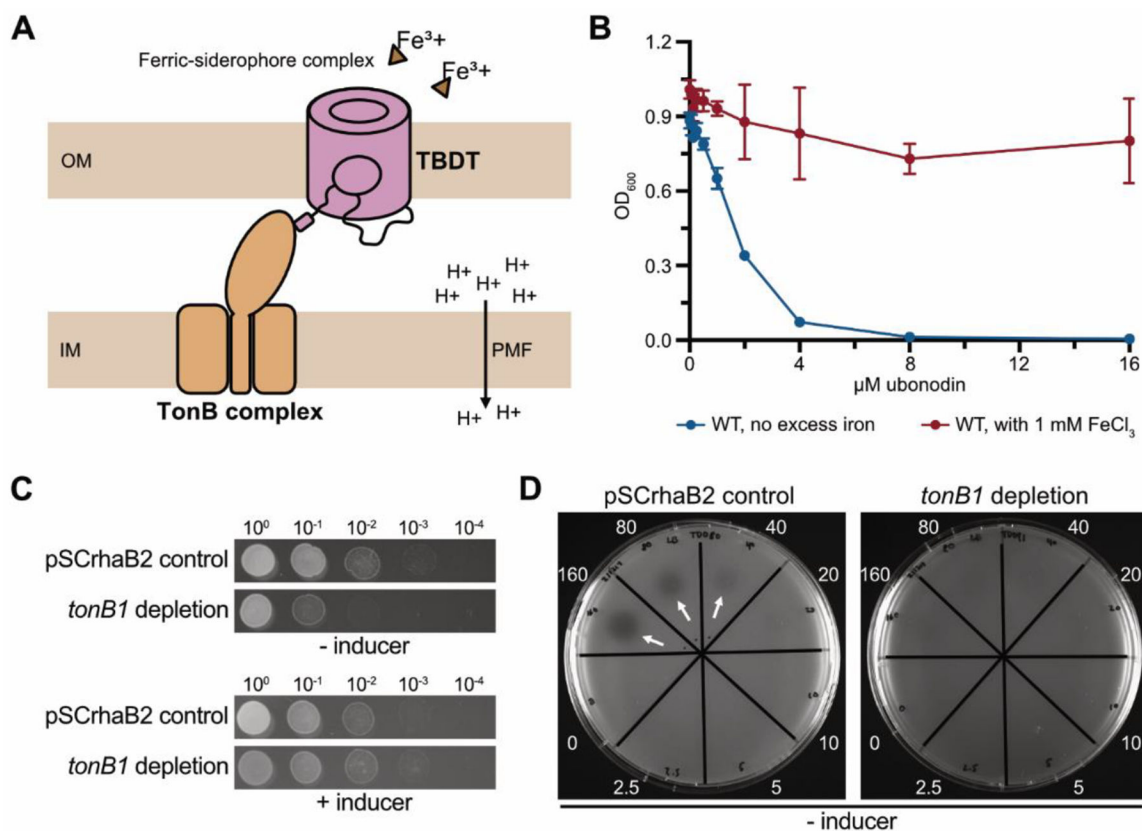 A
Ferric-siderophore complex
Fe³⁺
Fe³⁺
OM
TBDT
H+
H+ H+
H+ H+
IM
PMF
H+ H+
TonB complex
B
1.2
0.9
0.6
0.3
0.0
OD₆₀₀
0 4 8 12 16
µM ubonodin
WT, no excess iron
WT, with 1 mM FeCl₃
C
10⁰ 10⁻¹ 10⁻² 10⁻³ 10⁻⁴
pSCrhaB2 control
tonB1 depletion
- inducer
10⁰ 10⁻¹ 10⁻² 10⁻³ 10⁻⁴
pSCrhaB2 control
tonB1 depletion
+ inducer
D
pSCrhaB2 control
80 40
160 20
0 10
2.5 5
tonB1 depletion
80 40
160 20
0 10
2.5 5
- inducer